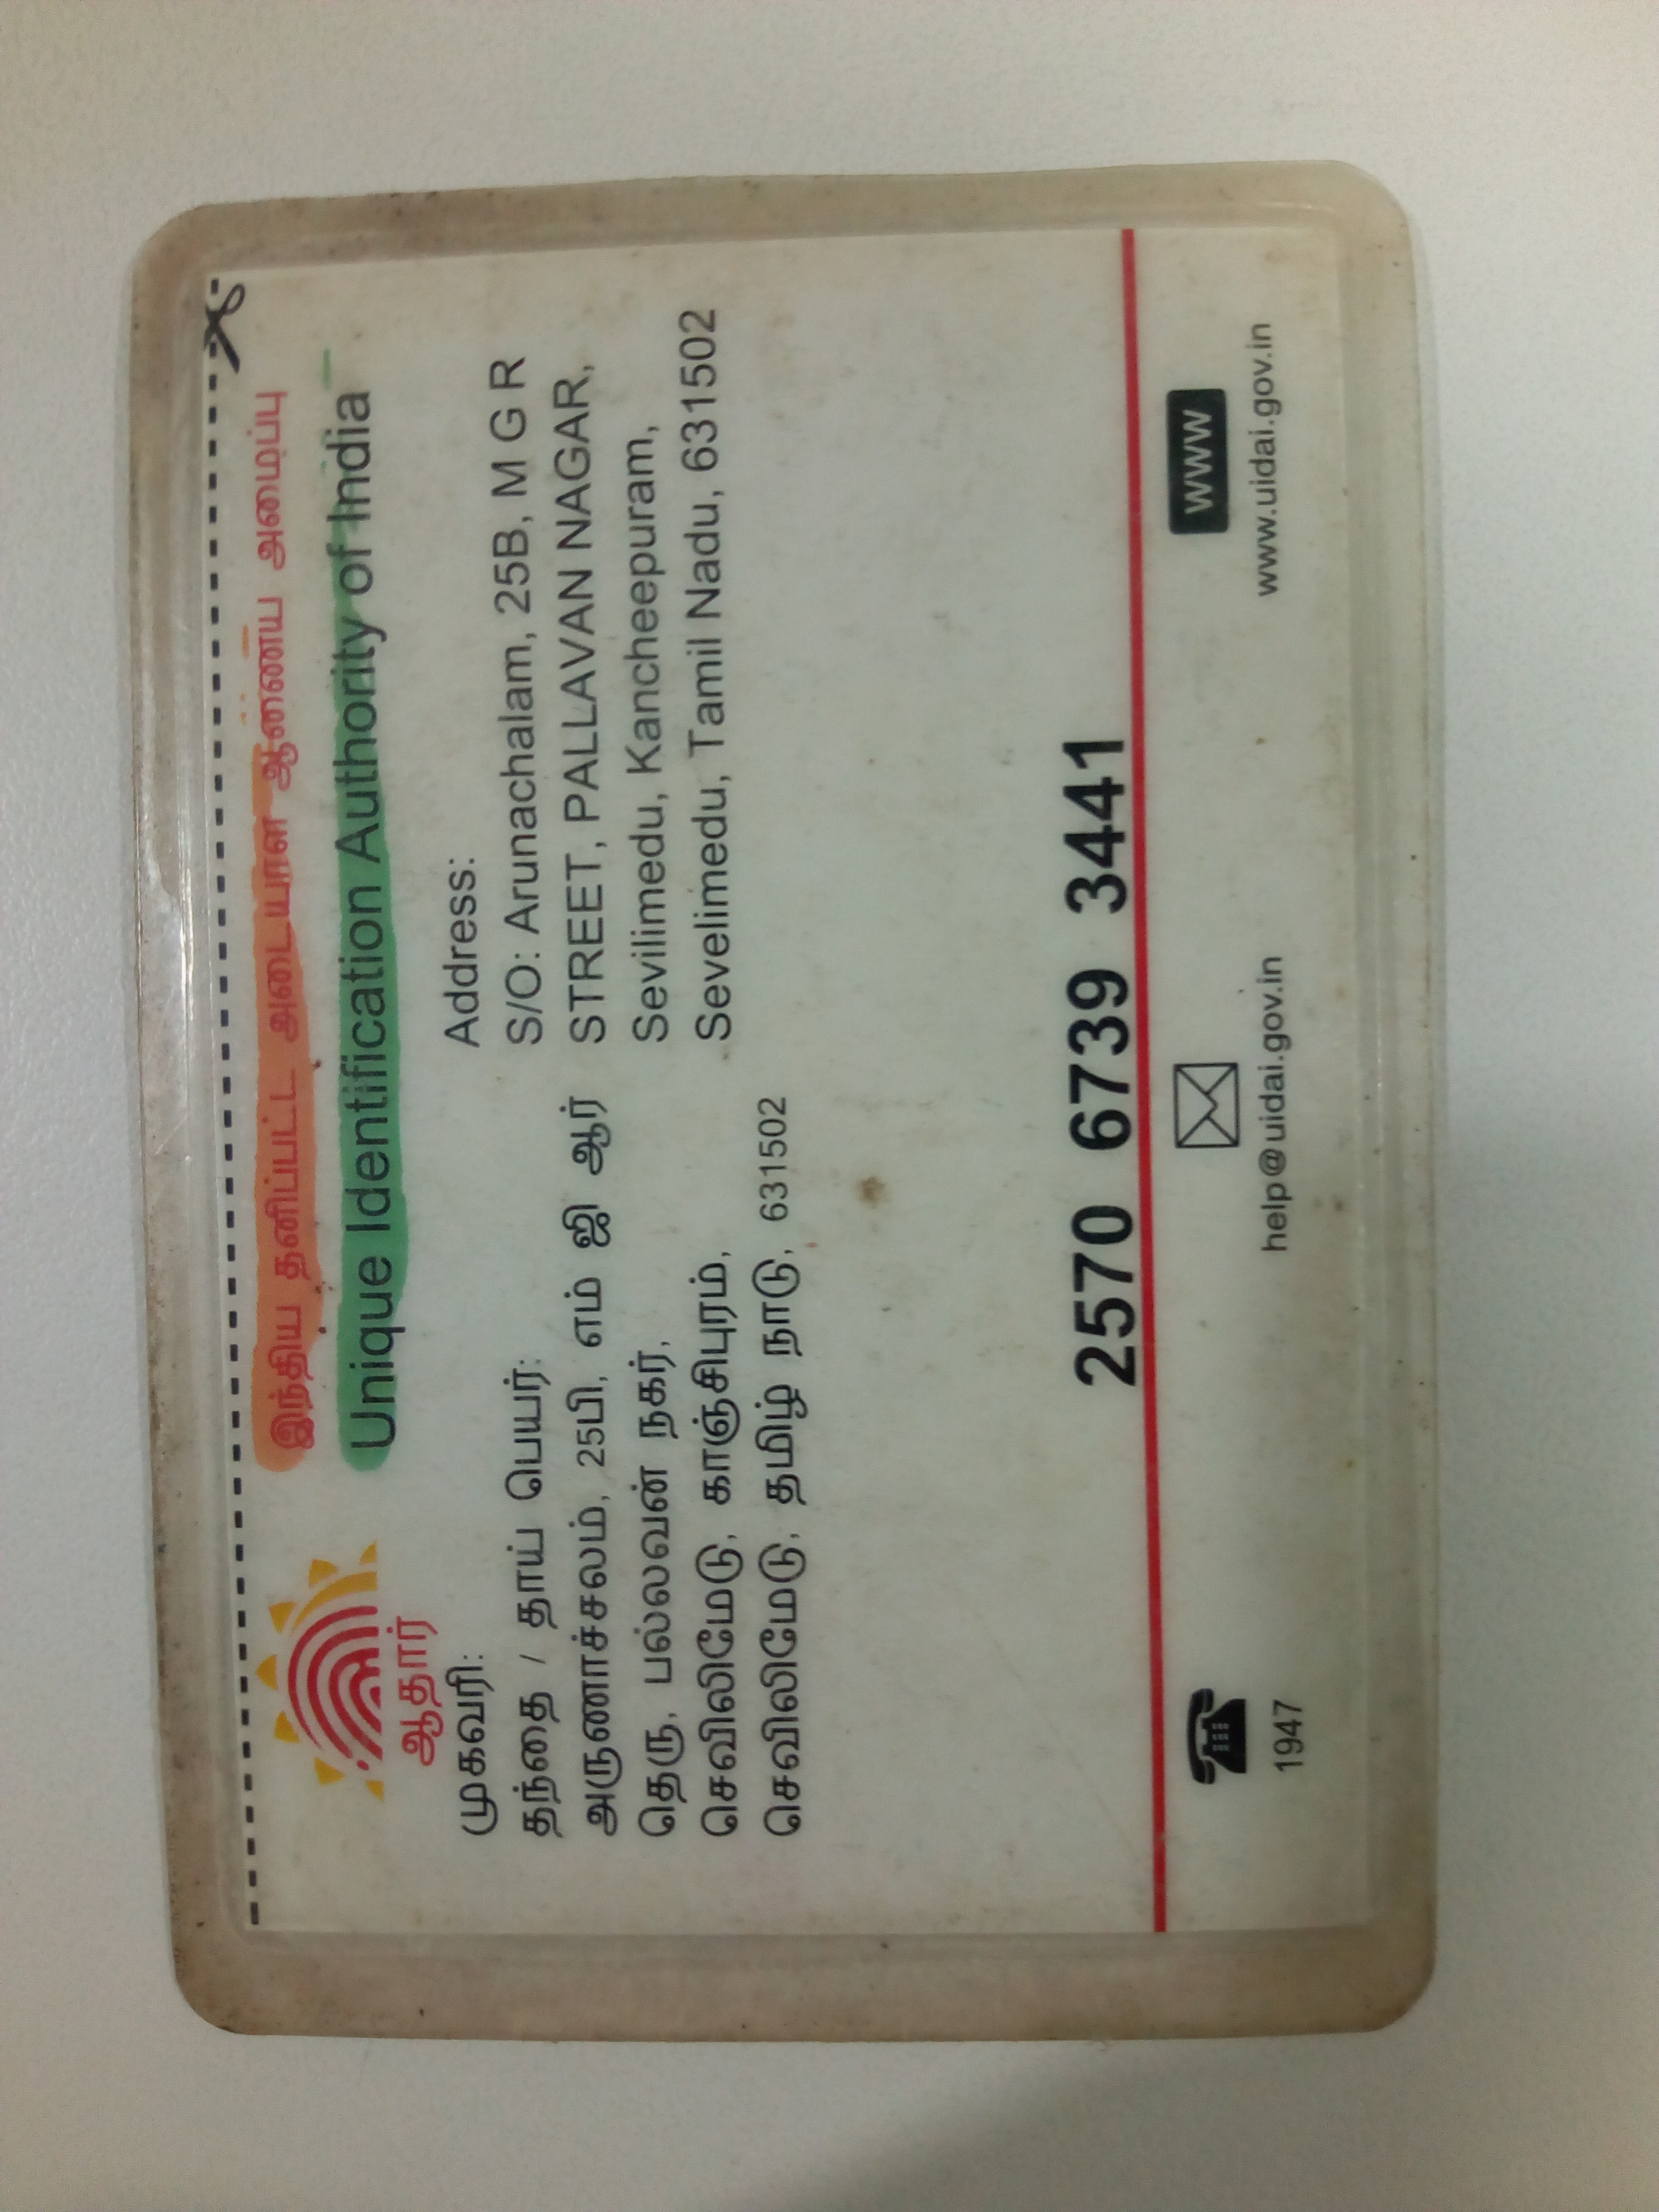 இந்திய தனிப்பட்ட அடையாள ஆணைய அமைப்பு
Unique Identification Authority of India
ஆதார்
முகவரி:
தந்தை / தாய் பெயர்:
அருணாச்சலம், 25பி, எம் ஜி ஆர்
தெரு, பல்லவன் நகர்,
செவிலிமேடு, காஞ்சிபுரம்,
செவிலிமேடு, தமிழ் நாடு, 631502
Address:
S/O: Arunachalam, 25B, M G R
STREET, PALLAVAN NAGAR,
Sevilimedu, Kancheepuram,
Sevelimedu, Tamil Nadu, 631502
2570 6739 3441
1947
help@uidai.gov.in
WWW
www.uidai.gov.in